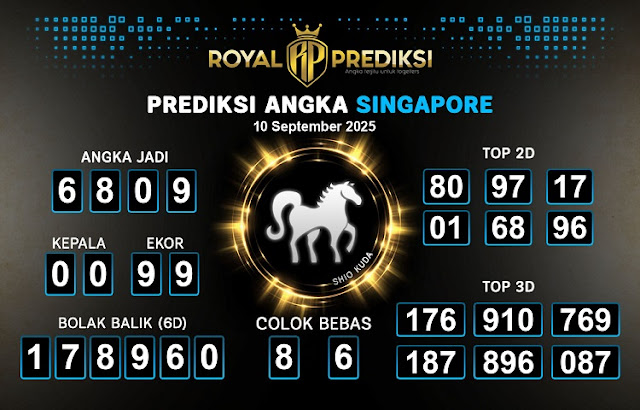 ROYAL RP PREDIKSI
Angka rejitu untuk togelers
PREDIKSI ANGKA SINGAPORE
10 September 2025
ANGKA JADI
6 8 0 9
KEPALA EKOR
0 0 9 9
BOLAK BALIK (6D)
1 7 8 9 6 0
SHIO KUDA
COLOK BEBAS
8 6
TOP 2D
80 97 17
01 68 96
TOP 3D
176 910 769
187 896 087